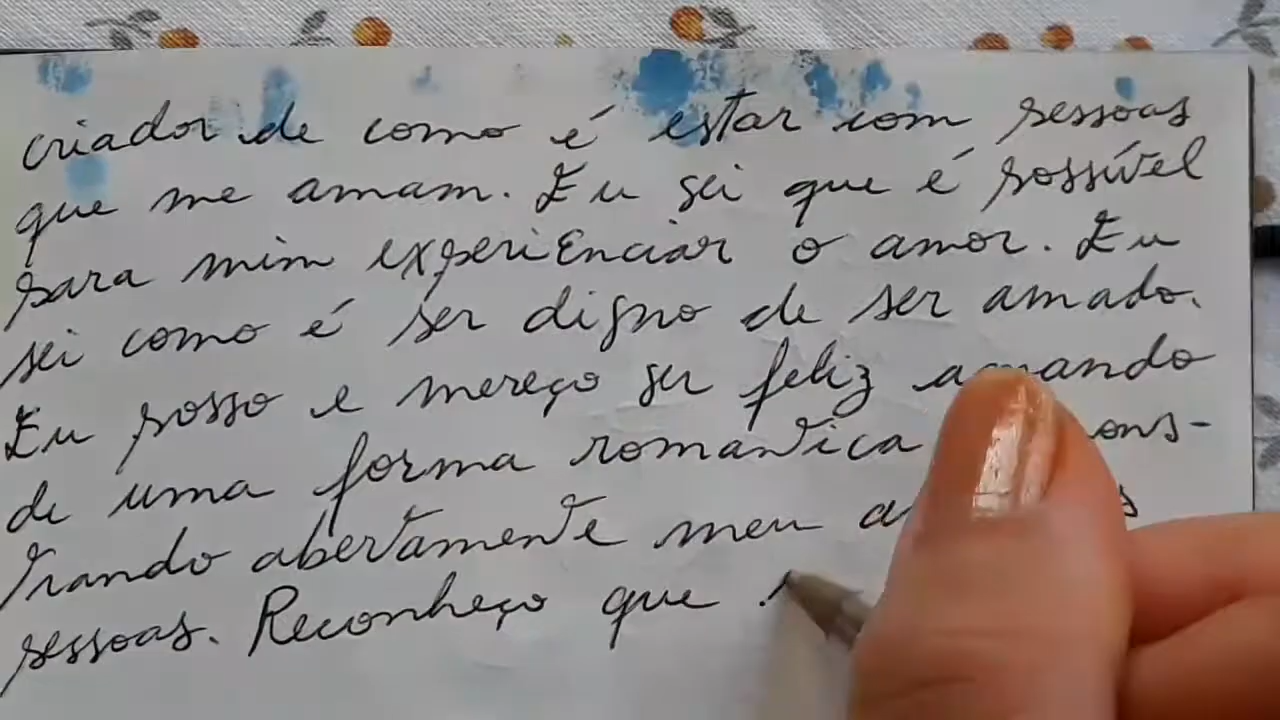 criador de como é estar com pessoas
que me amam. Eu sei que é possível
para mim experienciar o amor. Eu
sei como é ser digno de ser amado.
Eu posso e mereço ser feliz amando
de uma forma romantica
trando abertamente meu
pessoas. Reconheço que